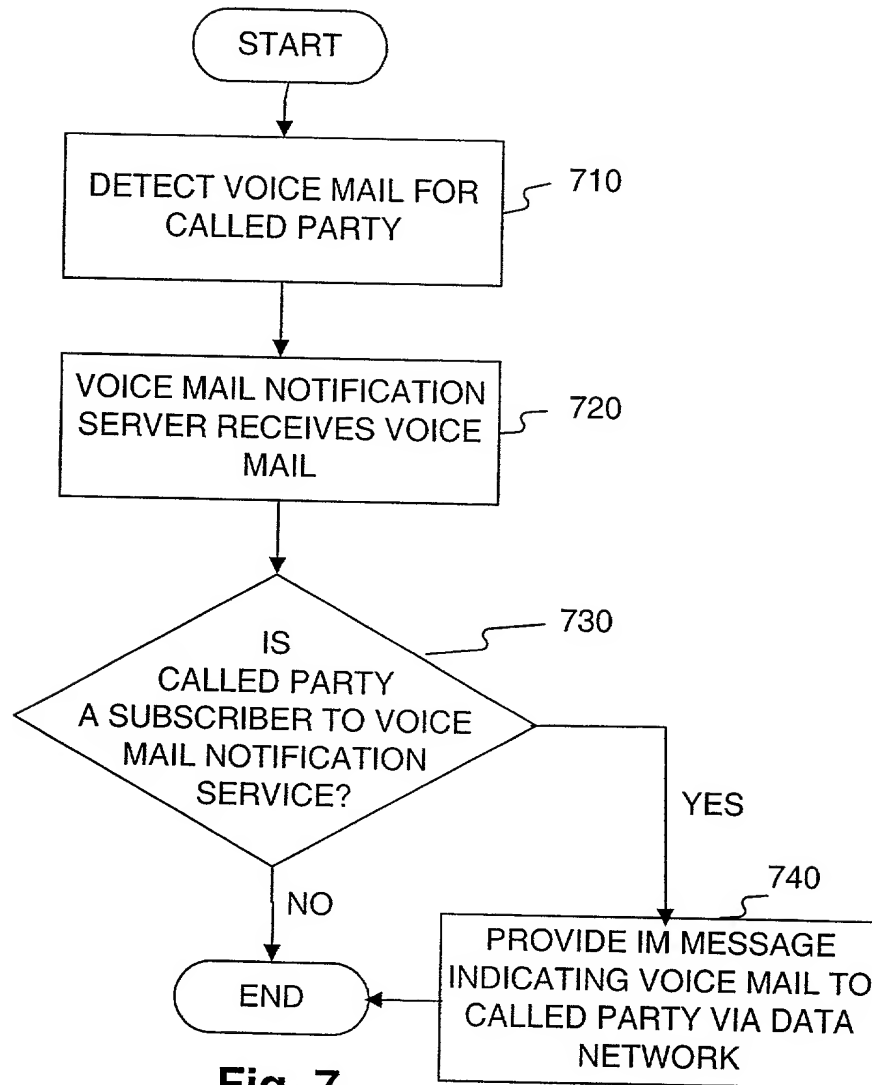 START
DETECT VOICE MAIL FOR
CALLED PARTY
710
VOICE MAIL NOTIFICATION
SERVER RECEIVES VOICE
MAIL
720
IS
CALLED PARTY
A SUBSCRIBER TO VOICE
MAIL NOTIFICATION
SERVICE?
730
YES
NO
740
PROVIDE IM MESSAGE
INDICATING VOICE MAIL TO
CALLED PARTY VIA DATA
NETWORK
END
Fig. 7